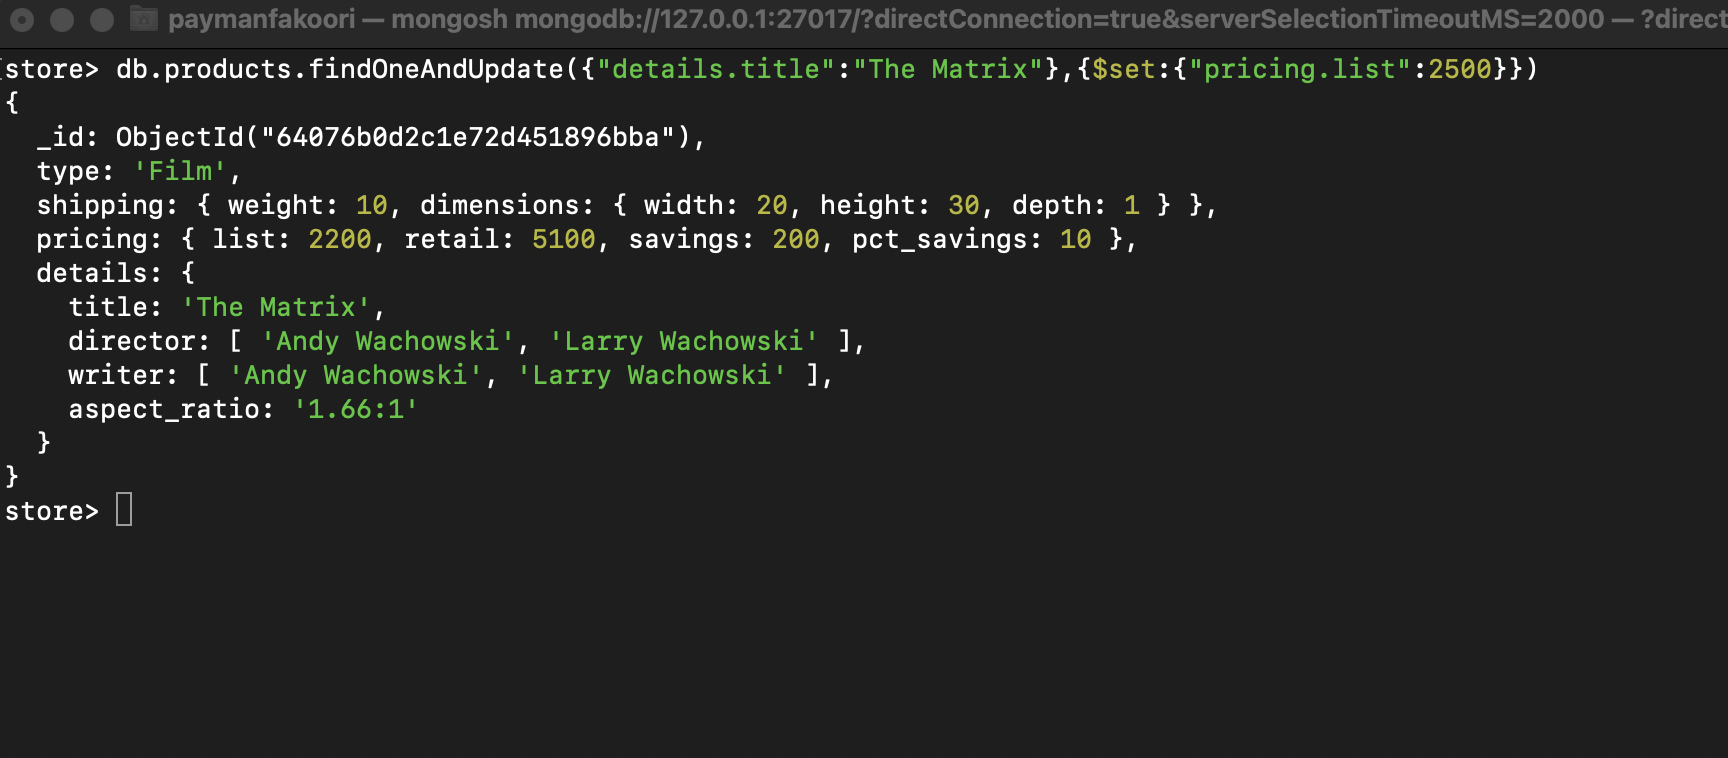 paymanfakoori — mongosh mongodb://127.0.0.1:27017/?directConnection=true&serverSelectionTimeoutMS=2000 — ?direct
store> db.products.findOneAndUpdate({"details.title":"The Matrix"},{$set:{"pricing.list":2500}})
{
  _id: ObjectId("64076b0d2c1e72d451896bba"),
  type: 'Film',
  shipping: { weight: 10, dimensions: { width: 20, height: 30, depth: 1 } },
  pricing: { list: 2200, retail: 5100, savings: 200, pct_savings: 10 },
  details: {
    title: 'The Matrix',
    director: [ 'Andy Wachowski', 'Larry Wachowski' ],
    writer: [ 'Andy Wachowski', 'Larry Wachowski' ],
    aspect_ratio: '1.66:1'
  }
}
store>